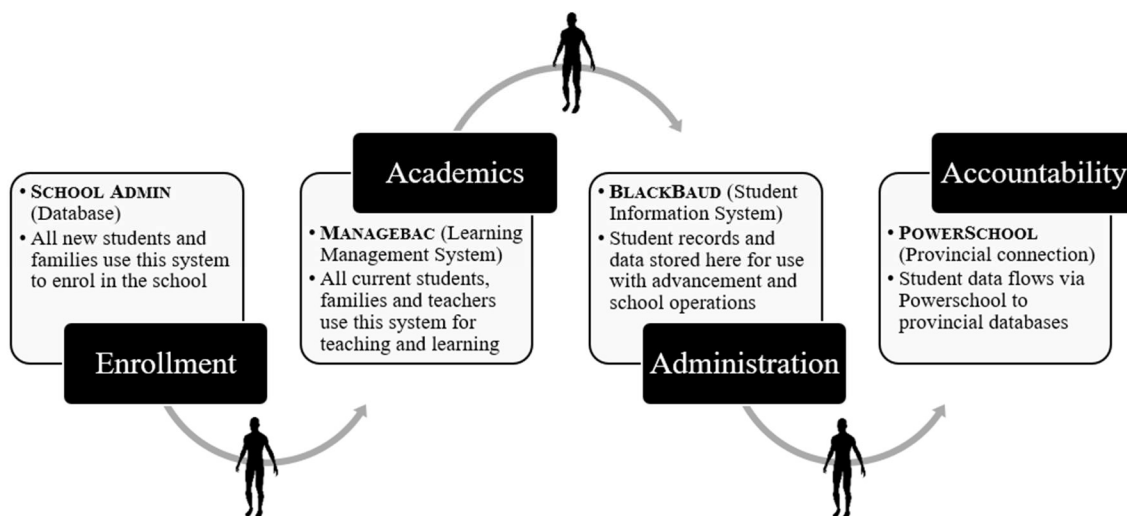 • SCHOOL ADMIN
(Database)
• All new students and
families use this system
to enrol in the school
Enrollment
Academics
• MANAGEBAC (Learning
Management System)
• All current students,
families and teachers
use this system for
teaching and learning
• BLACKBAUD (Student
Information System)
• Student records and
data stored here for use
with advancement and
school operations
Administration
Accountability
• POWERSCHOOL
(Provincial connection)
• Student data flows via
Powerschool to
provincial databases